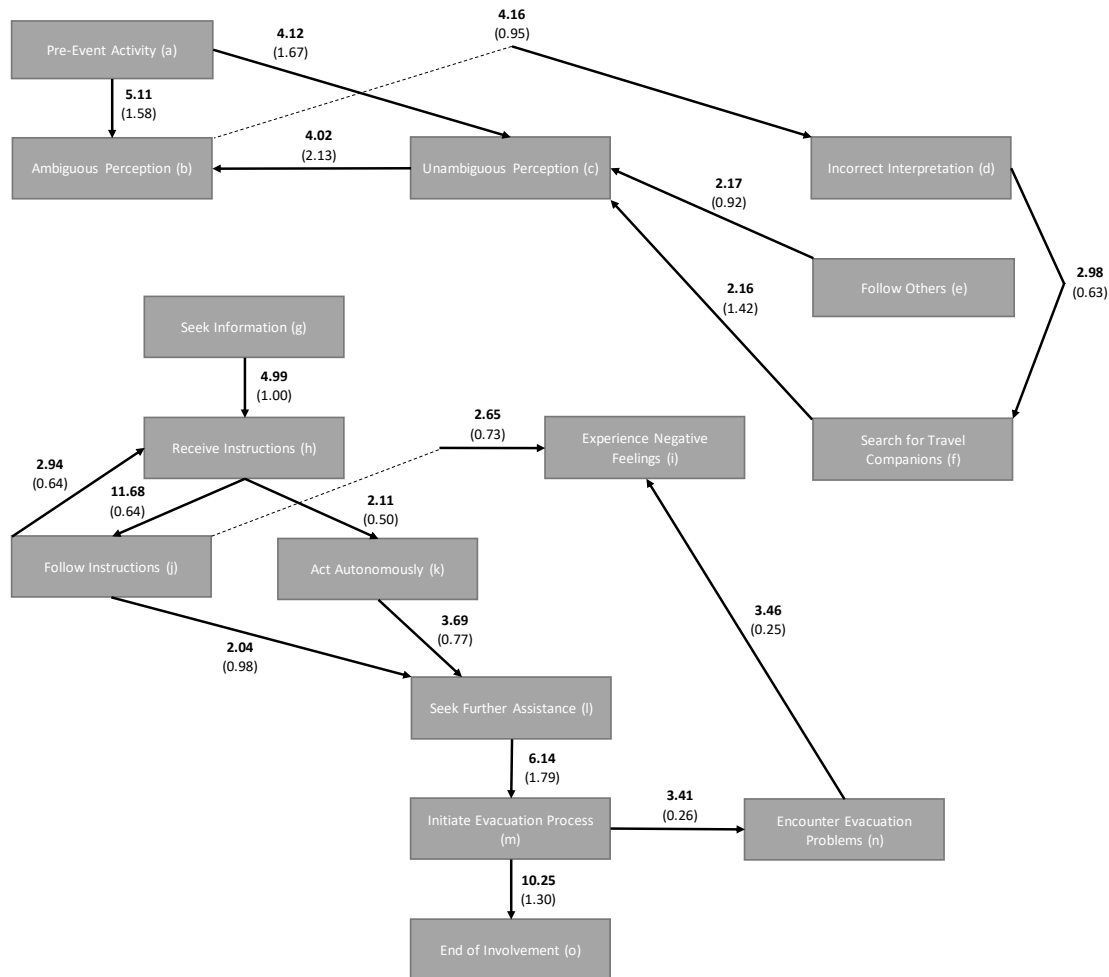 4.16
(0.95)
4.12
(1.67)
Pre-Event Activity (a)
5.11
(1.58)
4.02
(2.13)
Ambiguous Perception (b)
Unambiguous Perception (c)
Incorrect Interpretation (d)
2.17
(0.92)
2.98
(0.63)
Follow Others (e)
2.16
(1.42)
Seek Information (g)
4.99
(1.00)
2.65
(0.73)
Receive Instructions (h)
Experience Negative
Feelings (i)
Search for Travel
Companions (f)
2.94
(0.64)
11.68
(0.64)
2.11
(0.50)
Follow Instructions (j)
Act Autonomously (k)
3.46
(0.25)
3.69
(0.77)
2.04
(0.98)
Seek Further Assistance (l)
6.14
(1.79)
3.41
(0.26)
Initiate Evacuation Process
(m)
Encounter Evacuation
Problems (n)
10.25
(1.30)
End of Involvement (o)